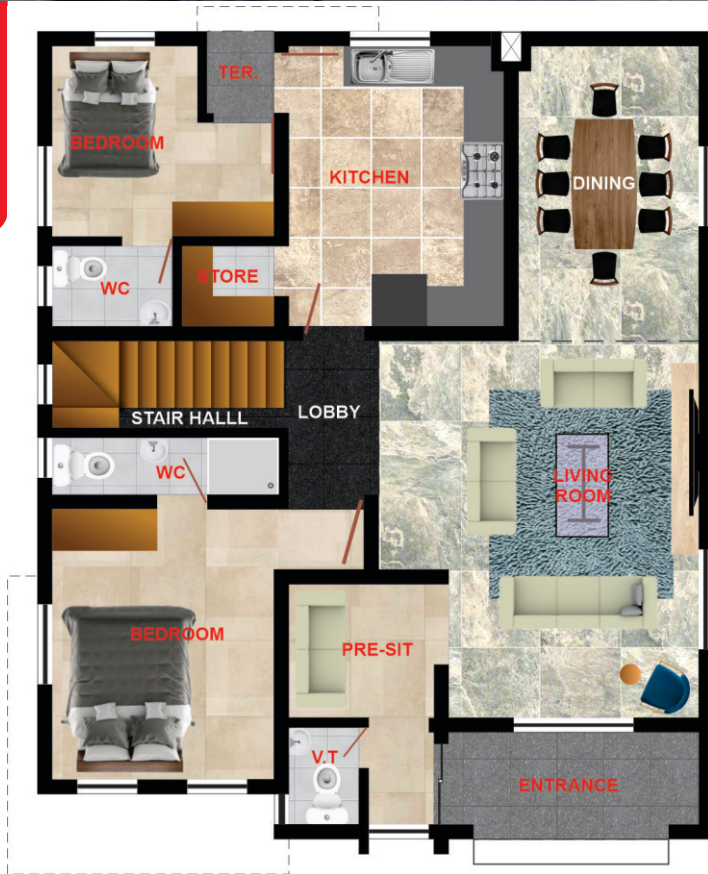 TER.
BEDROOM
KITCHEN
DINING
WC
STORE
STAIR HALLL
LOBBY
WC
LIVING
ROOM
BEDROOM
PRE-SIT
V.T
ENTRANCE